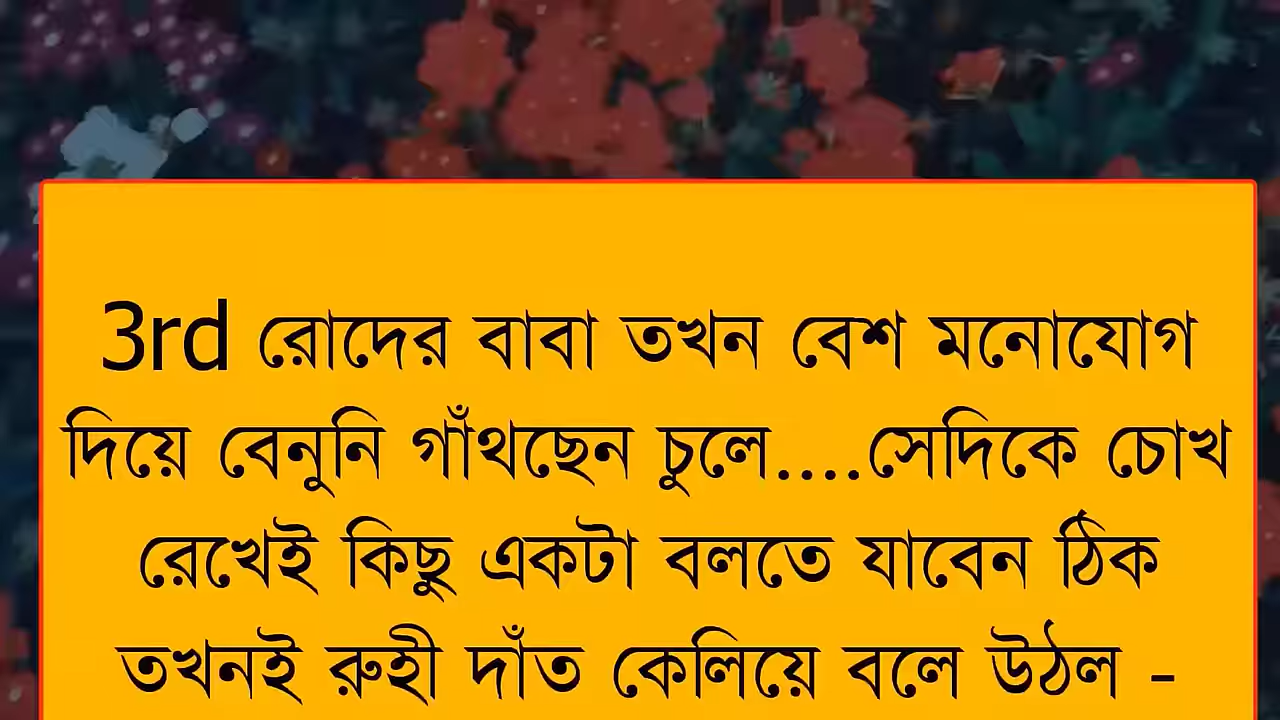 3rd রোদের বাবা তখন বেশ মনোযোগ
দিয়ে বেনুনি গাঁথছেন চুলে....সেদিকে চোখ
রেখেই কিছু একটা বলতে যাবেন ঠিক
তখনই রুহী দাঁত কেলিয়ে বলে উঠল -